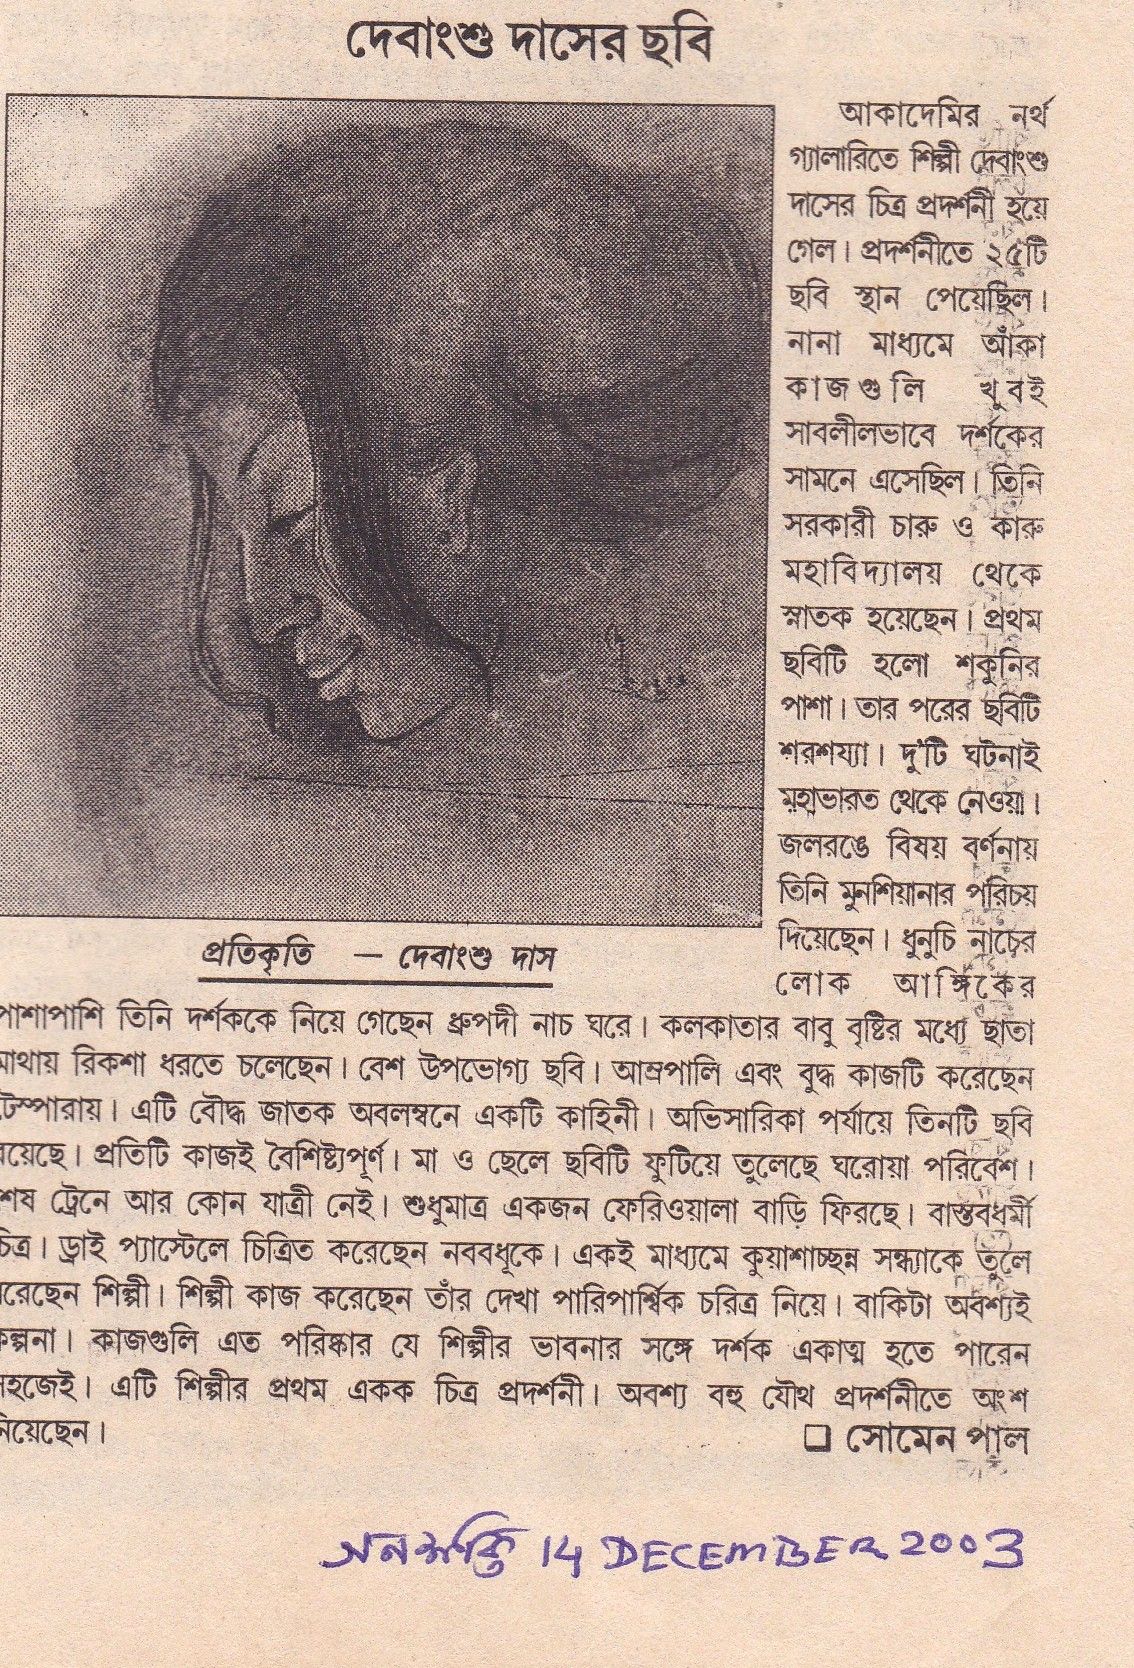 দেবাংশু দাসের ছবি
আকাদেমির নর্থ
গ্যালারিতে শিল্পী দেবাংশু
দাসের চিত্র প্রদর্শনী হয়ে
গেল। প্রদর্শনীতে ২৫টি
ছবি স্থান পেয়েছিল।
নানা মাধ্যমে আঁকা
কাজগুলি খুবই
সাবলীলভাবে দর্শকের
সামনে এসেছিল। তিনি
সরকারী চারু ও কারু
মহাবিদ্যালয় থেকে
স্নাতক হয়েছেন। প্রথম
ছবিটি হলো শকুনির
পাশা। তার পরের ছবিটি
শরশয্যা। দু'টি ঘটনাই
মহাভারত থেকে নেওয়া।
জলরঙে বিষয় বর্ণনায়
তিনি মুনশিয়ানার পরিচয়
দিয়েছেন। ধুনুচি নাচের
লোক আঙ্গিকের
প্রতিকৃতি — দেবাংশু দাস
পাশাপাশি তিনি দর্শককে নিয়ে গেছেন ধ্রুপদী নাচ ঘরে। কলকাতার বাবু বৃষ্টির মধ্যে ছাতা
মাথায় রিকশা ধরতে চলেছেন। বেশ উপভোগ্য ছবি। আম্রপালি এবং বুদ্ধ কাজটি করেছেন
টেম্পারায়। এটি বৌদ্ধ জাতক অবলম্বনে একটি কাহিনী। অভিসারিকা পর্যায়ে তিনটি ছবি
রয়েছে। প্রতিটি কাজই বৈশিষ্ট্যপূর্ণ। মা ও ছেলে ছবিটি ফুটিয়ে তুলেছে ঘরোয়া পরিবেশ।
শেষ ট্রেনে আর কোন যাত্রী নেই। শুধুমাত্র একজন ফেরিওয়ালা বাড়ি ফিরছে। বাস্তবধর্মী
চিত্র। ড্রাই প্যাস্টেলে চিত্রিত করেছেন নববধূকে। একই মাধ্যমে কুয়াশাচ্ছন্ন সন্ধ্যাকে তুলে
ধরেছেন শিল্পী। শিল্পী কাজ করেছেন তাঁর দেখা পারিপার্শ্বিক চরিত্র নিয়ে। বাকিটা অবশ্যই
কল্পনা। কাজগুলি এত পরিষ্কার যে শিল্পীর ভাবনার সঙ্গে দর্শক একাত্ম হতে পারেন
সহজেই। এটি শিল্পীর প্রথম একক চিত্র প্রদর্শনী। অবশ্য বহু যৌথ প্রদর্শনীতে অংশ
নিয়েছেন।
❑ সোমেন পাল
গনশক্তি 14 DECEMBER 2003